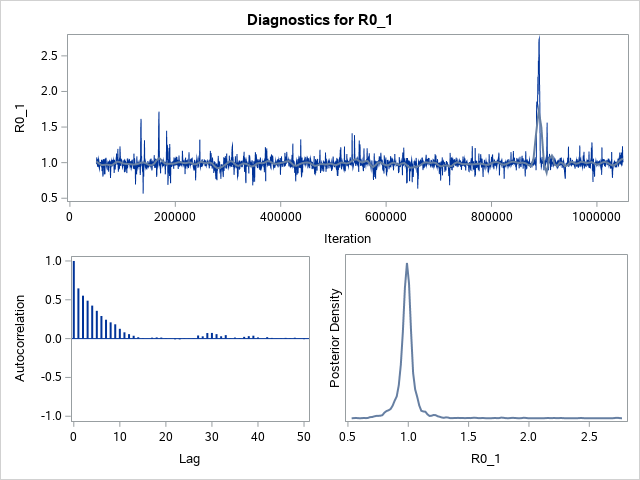 Diagnostics for R0_1
R0_1
2.5
2.0
1.5
1.0
0.5
0 200000 400000 600000 800000 1000000
Iteration
Autocorrelation
1.0
0.5
0.0
-0.5
-1.0
0 10 20 30 40 50
Lag
Posterior Density
0.5 1.0 1.5 2.0 2.5
R0_1